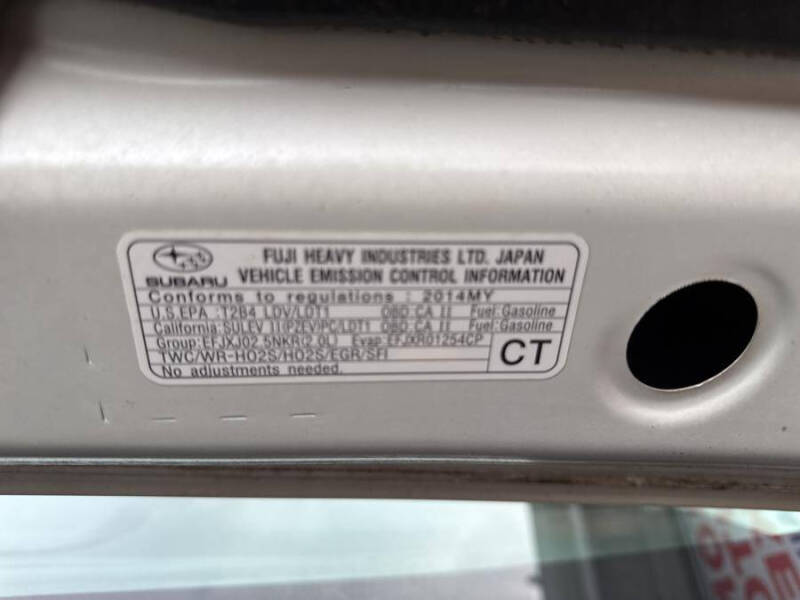 SUBARU
FUJI HEAVY INDUSTRIES LTD. JAPAN
VEHICLE EMISSION CONTROL INFORMATION
Conforms to regulations : 2014MY
U.S.EPA :T2B4 LDV/LDT1 OBD:CA II Fuel:Gasoline
California:SULEV II(PZEV)PC/LDT1 OBD:CA II Fuel:Gasoline
Group:EFJXJ02.5NKR(2.0L) Evap:EFJXR01254CP
TWC/WR-HO2S/HO2S/EGR/SFI
No adjustments needed.
CT